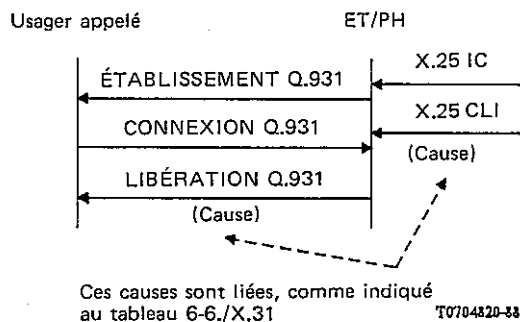 Usager appelé ET/PH
X.25 IC
ÉTABLISSEMENT Q.931
X.25 CLI
CONNEXION Q.931
(Cause)
LIBÉRATION Q.931
(Cause)
Ces causes sont liées, comme indiqué
au tableau 6-6./X.31
T0704820-88